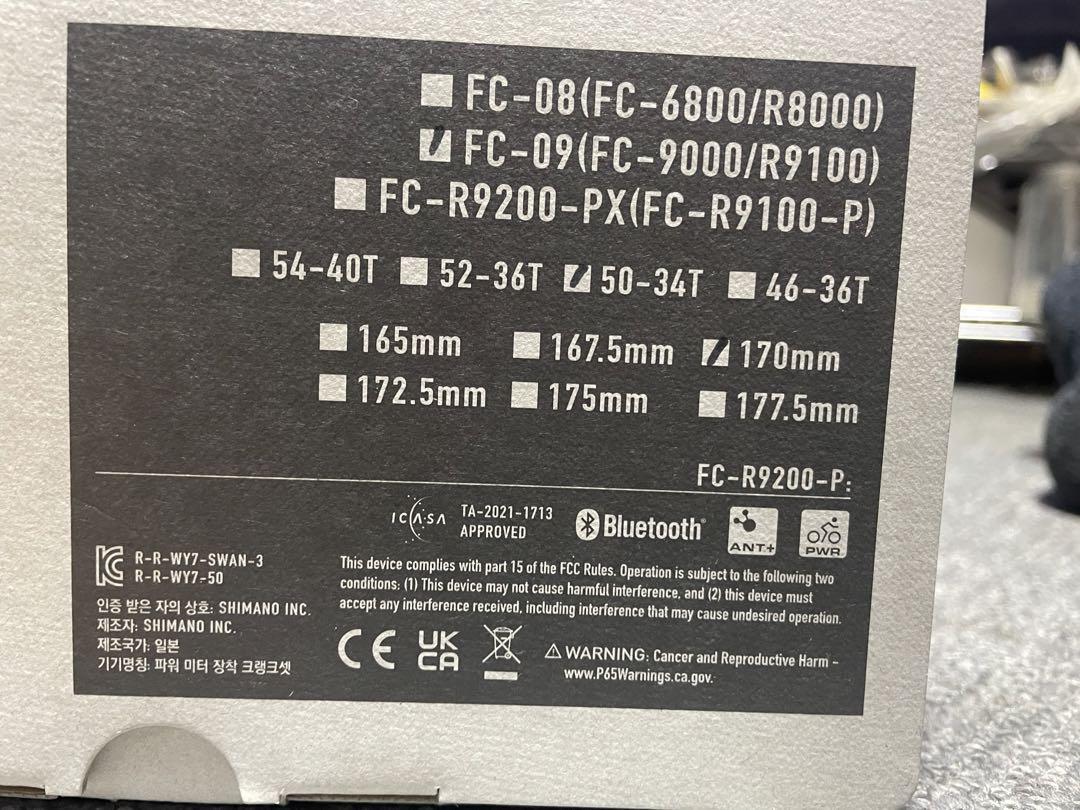 FC-08(FC-6800/R8000)
FC-09(FC-9000/R9100)
FC-R9200-PX(FC-R9100-P)
54-40T 52-36T 50-34T 46-36T
165mm 167.5mm 170mm
172.5mm 175mm 177.5mm
FC-R9200-P:
ICASA TA-2021-1713
APPROVED
Bluetooth
ANT+
PWR
R-R-WY7-SWAN-3
R-R-WY7-50
인증 받은 자의 상호: SHIMANO INC.
제조자: SHIMANO INC.
제조국가: 일본
기기명칭: 파워 미터 장착 크랭크셋
This device complies with part 15 of the FCC Rules. Operation is subject to the following two
conditions: (1) This device may not cause harmful interference, and (2) this device must
accept any interference received, including interference that may cause undesired operation.
CE
UK
CA
WARNING: Cancer and Reproductive Harm -
www.P65Warnings.ca.gov.